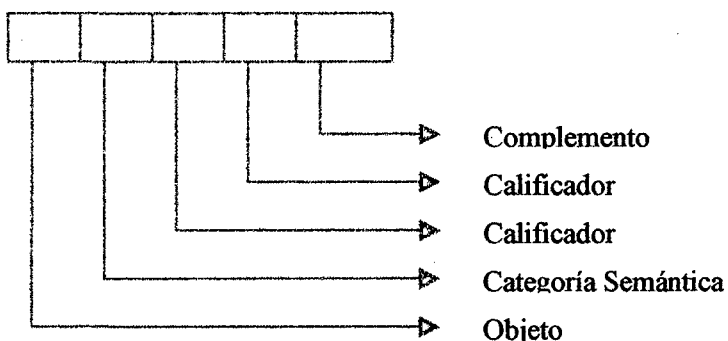 Complemento
Calificador
Calificador
Categoría Semántica
Objeto